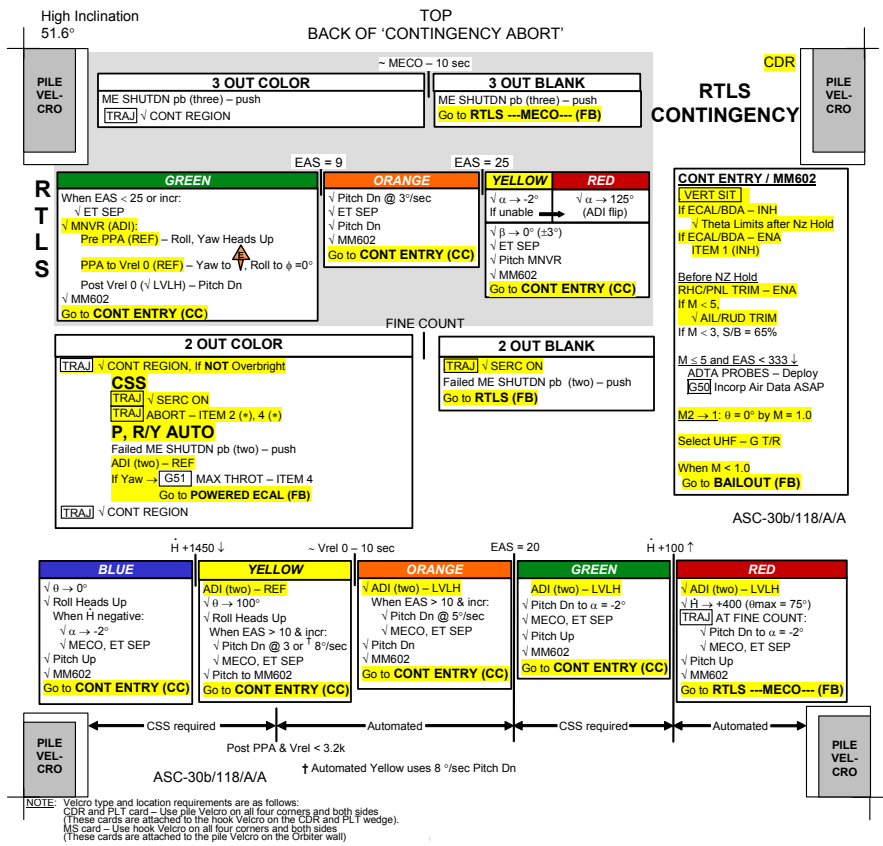 High Inclination
51.6°
TOP
BACK OF 'CONTINGENCY ABORT'
PILE VEL- CRO
CDR
PILE VEL- CRO
RTLS
CONTINGENCY
~ MECO – 10 sec
3 OUT COLOR
ME SHUTDN pb (three) – push
TRAJ √ CONT REGION
3 OUT BLANK
ME SHUTDN pb (three) – push
Go to RTLS ---MECO--- (FB)
RTLS
EAS = 9
EAS = 25
GREEN
When EAS < 25 or incr:
√ ET SEP
√ MNVR (ADI):
Pre PPA (REF) – Roll, Yaw Heads Up
PPA to Vrel 0 (REF) – Yaw to E, Roll to ϕ =0°
Post Vrel 0 (√ LVLH) – Pitch Dn
√ MM602
Go to CONT ENTRY (CC)
ORANGE
√ Pitch Dn @ 3°/sec
√ ET SEP
√ Pitch Dn
√ MM602
Go to CONT ENTRY (CC)
YELLOW
√ α → -2°
If unable
RED
√ α → 125°
(ADI flip)
√ β → 0° (±3°)
√ ET SEP
√ Pitch MNVR
√ MM602
Go to CONT ENTRY (CC)
CONT ENTRY / MM602
VERT SIT
If ECAL/BDA – INH
√ Theta Limits after Nz Hold
If ECAL/BDA – ENA
ITEM 1 (INH)
Before NZ Hold
RHC/PNL TRIM – ENA
If M < 5,
√ AIL/RUD TRIM
If M < 3, S/B = 65%
M ≤ 5 and EAS < 333 ↓
ADTA PROBES – Deploy
G50 Incorp Air Data ASAP
M2 → 1: θ = 0° by M = 1.0
Select UHF – G T/R
When M < 1.0
Go to BAILOUT (FB)
FINE COUNT
2 OUT COLOR
TRAJ √ CONT REGION, If NOT Overbright
CSS
TRAJ √ SERC ON
TRAJ ABORT – ITEM 2 (*), 4 (*)
P, R/Y AUTO
Failed ME SHUTDN pb (two) – push
ADI (two) – REF
If Yaw → G51 MAX THROT – ITEM 4
Go to POWERED ECAL (FB)
TRAJ √ CONT REGION
2 OUT BLANK
TRAJ √ SERC ON
Failed ME SHUTDN pb (two) – push
Go to RTLS (FB)
ASC-30b/118/A/A
Ḣ +1450 ↓
~ Vrel 0 – 10 sec
EAS = 20
Ḣ +100 ↑
BLUE
√ θ → 0°
√ Roll Heads Up
When Ḣ negative:
√ α → -2°
√ MECO, ET SEP
√ Pitch Up
√ MM602
Go to CONT ENTRY (CC)
YELLOW
ADI (two) – REF
√ θ → 100°
√ Roll Heads Up
When EAS > 10 & incr:
√ Pitch Dn @ 3 or † 8°/sec
√ MECO, ET SEP
√ Pitch to MM602
Go to CONT ENTRY (CC)
ORANGE
√ ADI (two) – LVLH
When EAS > 10 & incr:
√ Pitch Dn @ 5°/sec
√ MECO, ET SEP
√ Pitch Dn
√ MM602
Go to CONT ENTRY (CC)
GREEN
ADI (two) – LVLH
√ Pitch Dn to α = -2°
√ MECO, ET SEP
√ Pitch Up
√ MM602
Go to CONT ENTRY (CC)
RED
√ ADI (two) – LVLH
√ Ḣ → +400 (θmax = 75°)
TRAJ AT FINE COUNT:
√ Pitch Dn to α = -2°
√ MECO, ET SEP
√ Pitch Up
√ MM602
Go to RTLS ---MECO--- (FB)
CSS required
Automated
CSS required
Automated
PILE VEL- CRO
Post PPA & Vrel < 3.2k
PILE VEL- CRO
ASC-30b/118/A/A
† Automated Yellow uses 8 °/sec Pitch Dn
NOTE: Velcro type and location requirements are as follows:
CDR and PLT card – Use pile Velcro on all four corners and both sides
(These cards are attached to the hook Velcro on the CDR and PLT wedge).
MS card – Use hook Velcro on all four corners and both sides
(These cards are attached to the pile Velcro on the Orbiter wall)